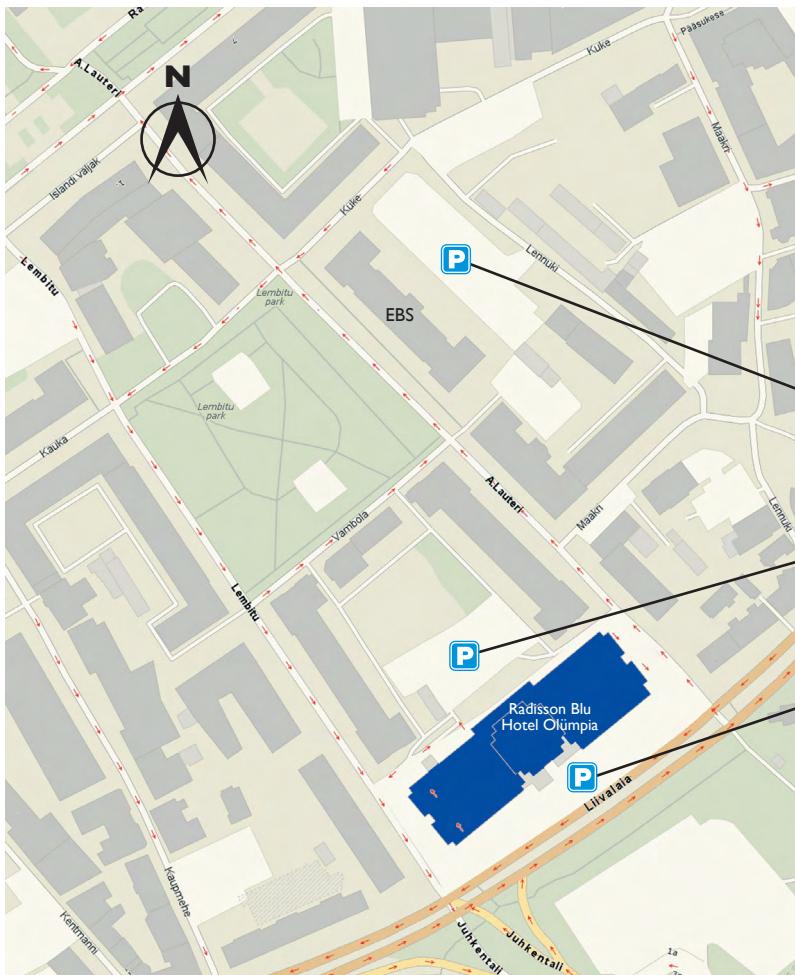 Ra
Pääsukese
A.Lauteri
N
Kuke
Maakri
Islandi väljak
Kuke
Lembitu
P
Lennuki
Lembitu
park
EBS
Lembitu
park
Kauka
A.Lauteri
Vambola
Maakri
Lennuki
Lembitu
P
Radisson Blu
Hotel Olümpia
P
Liivalaia
Kaupmehe
Kentmanni
Juhkentali
Juhkentali
1a